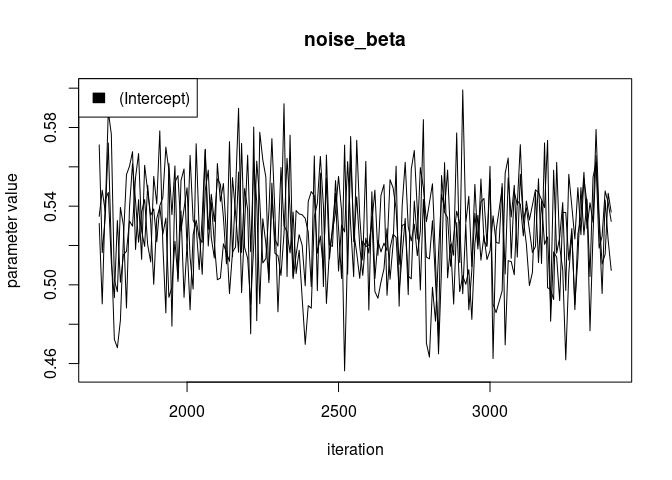 noise_beta
(Intercept)
parameter value
0.46
0.50
0.54
0.58
2000
2500
3000
iteration